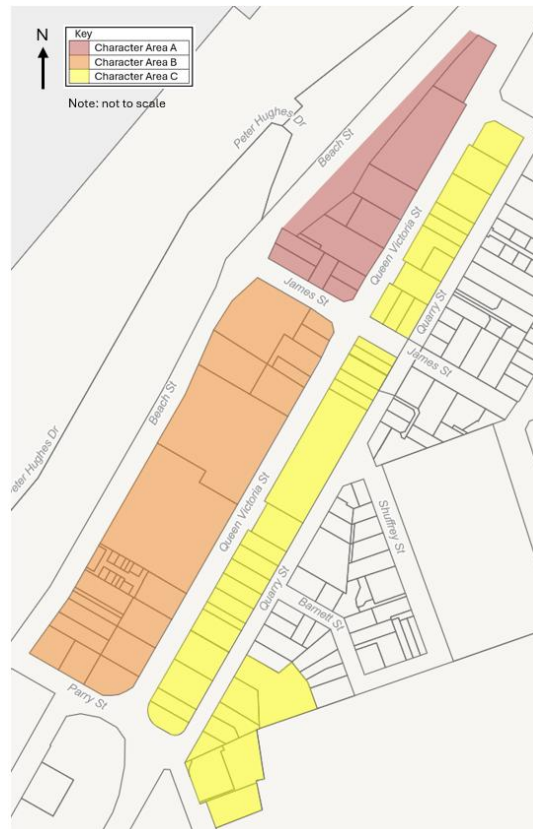 N
Key
Character Area A
Character Area B
Character Area C
Note: not to scale
Peter Hughes Dr
Beach St
Queen Victoria St
James St
Quarry St
James St
Beach St
Peter Hughes Dr
Queen Victoria St
Shuffrey St
Quarry St
Barnett St
Parry St